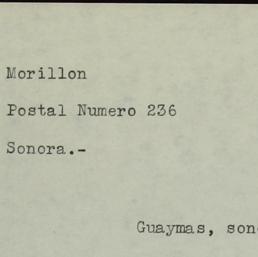 Morillon
Postal Numero 236
Sonora.-
Guaymas, son